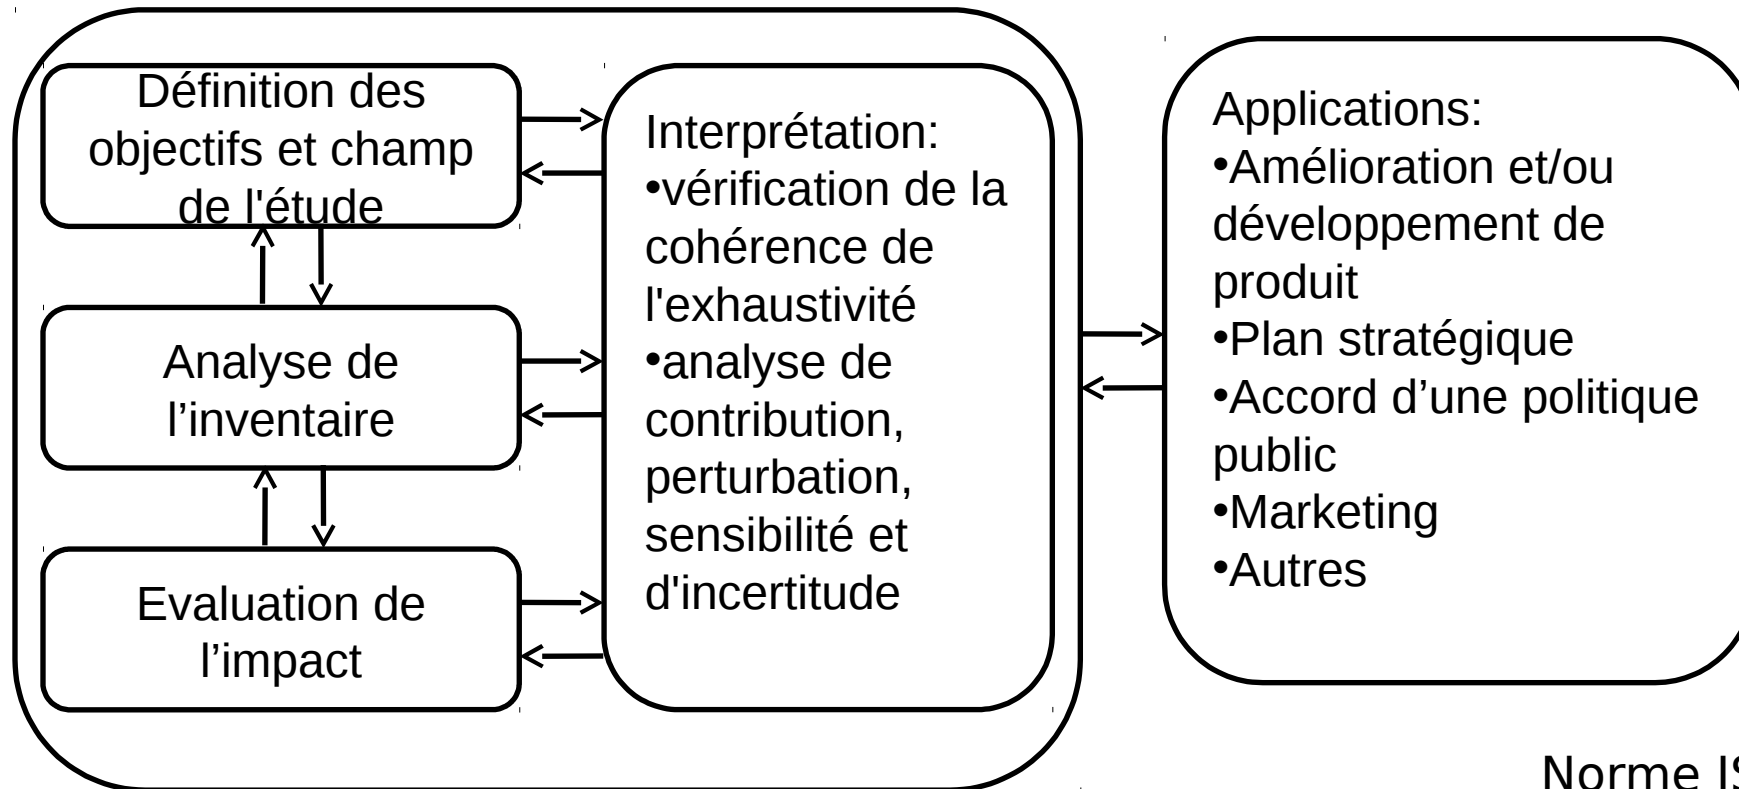 Définition des
objectifs et champ
de l'étude
Analyse de
l’inventaire
Evaluation de
l’impact
Interprétation:
•vérification de la
cohérence de
l'exhaustivité
•analyse de
contribution,
perturbation,
sensibilité et
d'incertitude
Applications:
•Amélioration et/ou
développement de
produit
•Plan stratégique
•Accord d’une politique
public
•Marketing
•Autres
Norme